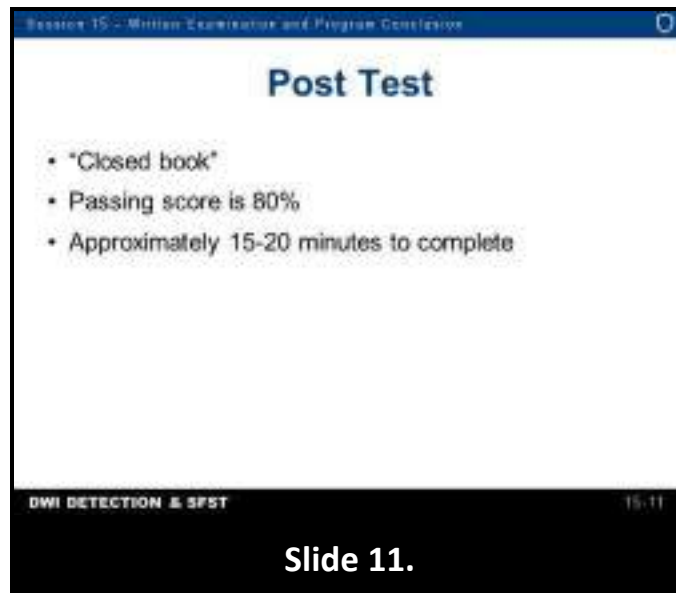 Session 15 - Written Examination and Program Conclusion
Post Test
• "Closed book"
• Passing score is 80%
• Approximately 15-20 minutes to complete
DWI DETECTION & SFST
15-11
Slide 11.